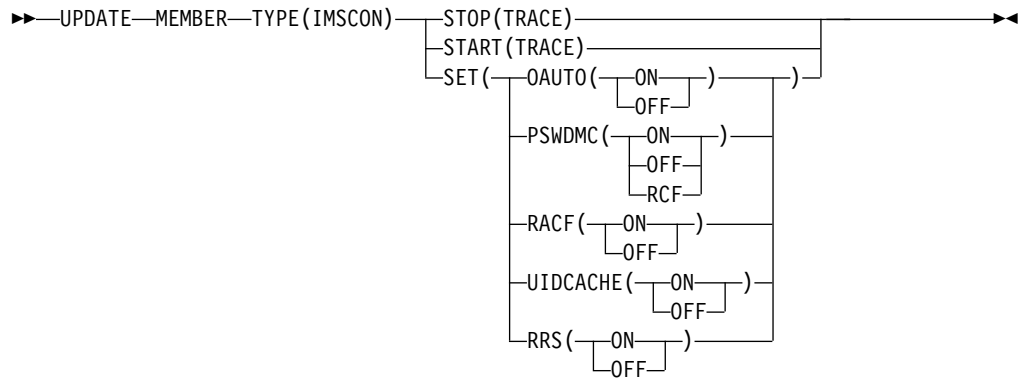 UPDATE MEMBER TYPE(IMSCON) STOP(TRACE)
START(TRACE)
SET( OAUTO( ON ) )
OFF
PSWDMC( ON )
OFF
RCF
RACF( ON )
OFF
UIDCACHE( ON )
OFF
RRS( ON )
OFF